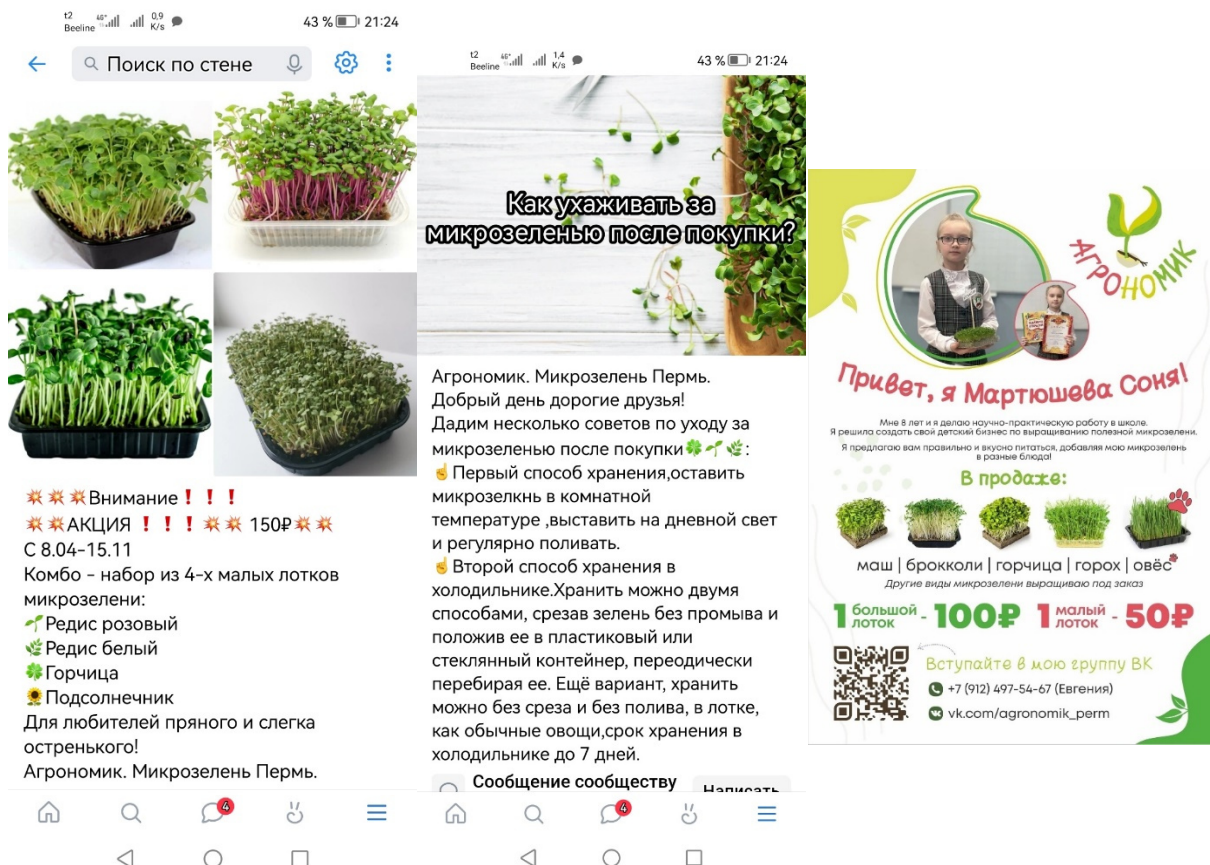 t2
Beeline
4G+
0,9
K/s
43 %
21:24
Поиск по стене
💥💥💥Внимание❗❗❗
💥💥АКЦИЯ❗❗❗💥💥 150₽💥💥
С 8.04-15.11
Комбо - набор из 4-х малых лотков
микрозелени:
🌱Редис розовый
🌿Редис белый
🍀Горчица
🌻Подсолнечник
Для любителей пряного и слегка
остренького!
Агрономик. Микрозелень Пермь.
4
t2
Beeline
4G+
1,4
K/s
43 %
21:24
Как ухаживать за
микрозеленью после покупки?
Агрономик. Микрозелень Пермь.
Добрый день дорогие друзья!
Дадим несколько советов по уходу за
микрозеленью после покупки🍀🌱🌿:
☝Первый способ хранения,оставить
микрозелкнь в комнатной
температуре ,выставить на дневной свет
и регулярно поливать.
☝Второй способ хранения в
холодильнике.Хранить можно двумя
способами, срезав зелень без промыва и
положив ее в пластиковый или
стеклянный контейнер, переодически
перебирая ее. Ещё вариант, хранить
можно без среза и без полива, в лотке,
как обычные овощи,срок хранения в
холодильнике до 7 дней.
Сообщение сообществу
Написать
4
АГРОНОМИК
Привет, я Мартюшева Соня!
Мне 8 лет и я делаю научно-практическую работу в школе.
Я решила создать свой детский бизнес по выращиванию полезной микрозелени.
Я предлагаю вам правильно и вкусно питаться, добавляя мою микрозелень
в разные блюда!
В продаже:
маш | брокколи | горчица | горох | овёс
Другие виды микрозелени выращиваю под заказ
1 большой лоток - 100₽ 1 малый лоток - 50₽
Вступайте в мою группу ВК
+7 (912) 497-54-67 (Евгения)
vk.com/agronomik_perm